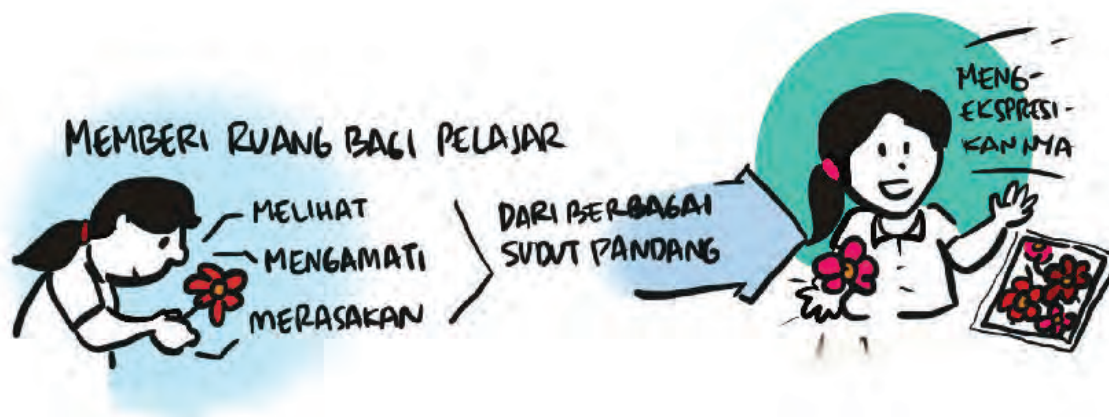 MEMBERI RUANG BAGI PELAJAR
MELIHAT
MENGAMATI
MERASAKAN
DARI BERBAGAI
SUDUT PANDANG
MENG-
EKSPRESI-
KANNYA